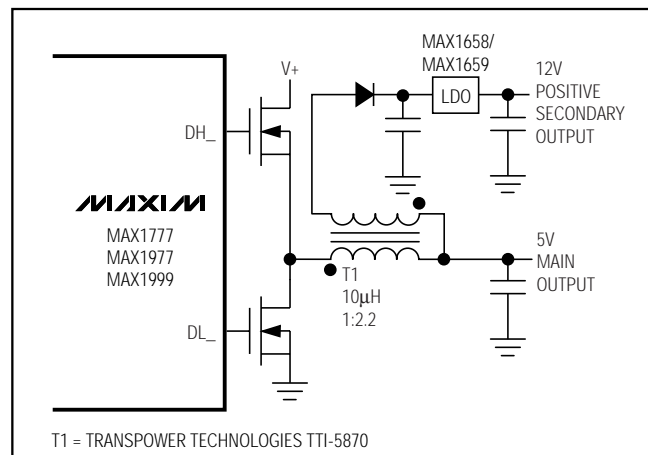 MAX1658/
MAX1659
V+
12V
POSITIVE
SECONDARY
OUTPUT
LDO
DH_
MAXIM
MAX1777
MAX1977
MAX1999
5V
MAIN
OUTPUT
T1
10μH
1:2.2
DL_
T1 = TRANSPOWER TECHNOLOGIES TTI-5870